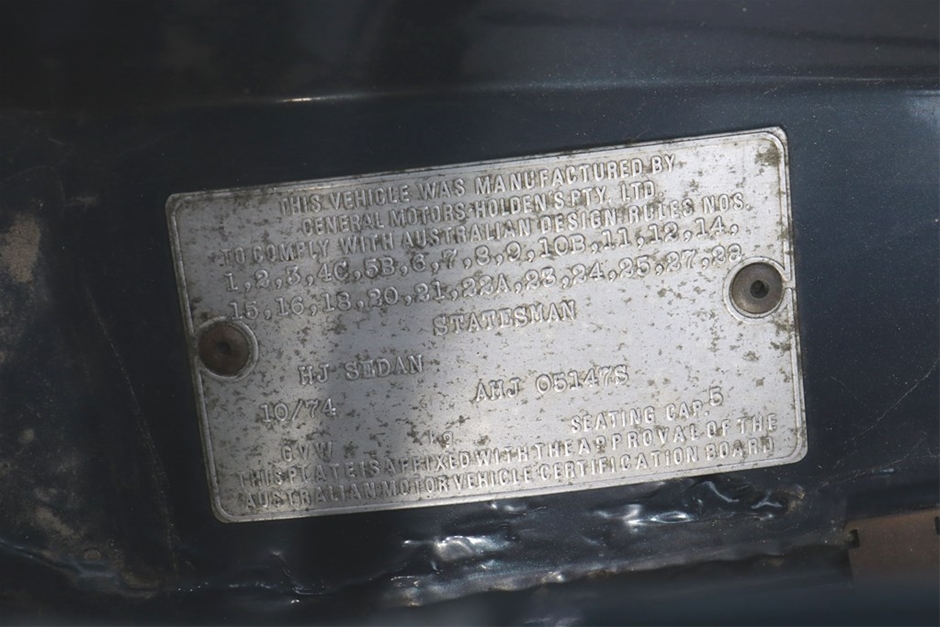 THIS VEHICLE WAS MANUFACTURED BY
GENERAL MOTORS-HOLDEN'S PTY. LTD.
TO COMPLY WITH AUSTRALIAN DESIGN RULES NOS.
1,2,3,4C,5B,6,7,8,9,10B,11,12,14,
15,16,18,20,21,22A,23,24,25,27,28
STATESMAN
HJ SEDAN
AHJ 05147S
10/74
SEATING CAP. 5
G.V.W. kg
THIS PLATE IS AFFIXED WITH THE APPROVAL OF THE
AUSTRALIAN MOTOR VEHICLE CERTIFICATION BOARD